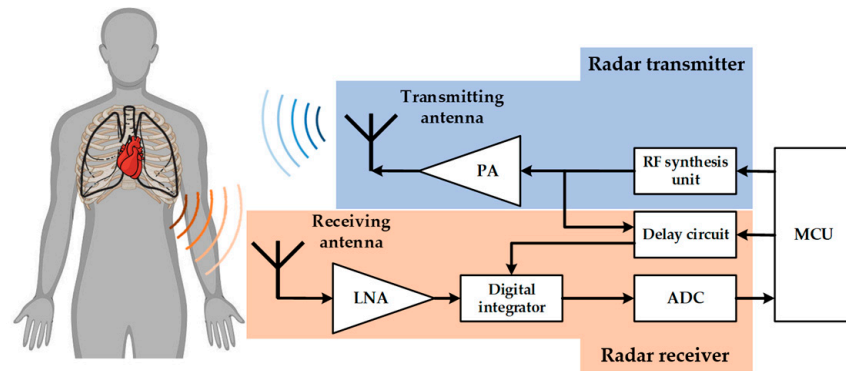 Radar transmitter
Transmitting
antenna
PA
RF synthesis
unit
Receiving
antenna
Delay circuit
MCU
LNA
Digital
integrator
ADC
Radar receiver